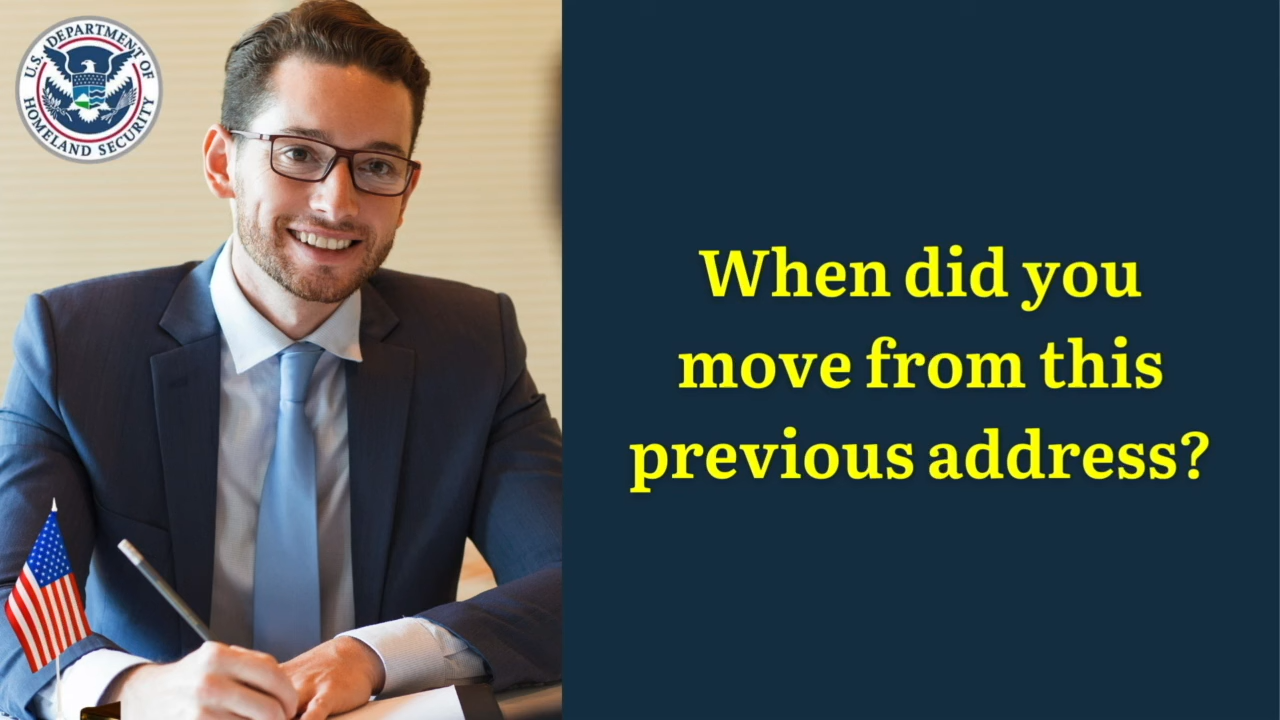 U.S. DEPARTMENT OF
HOMELAND SECURITY
When did you
move from this
previous address?